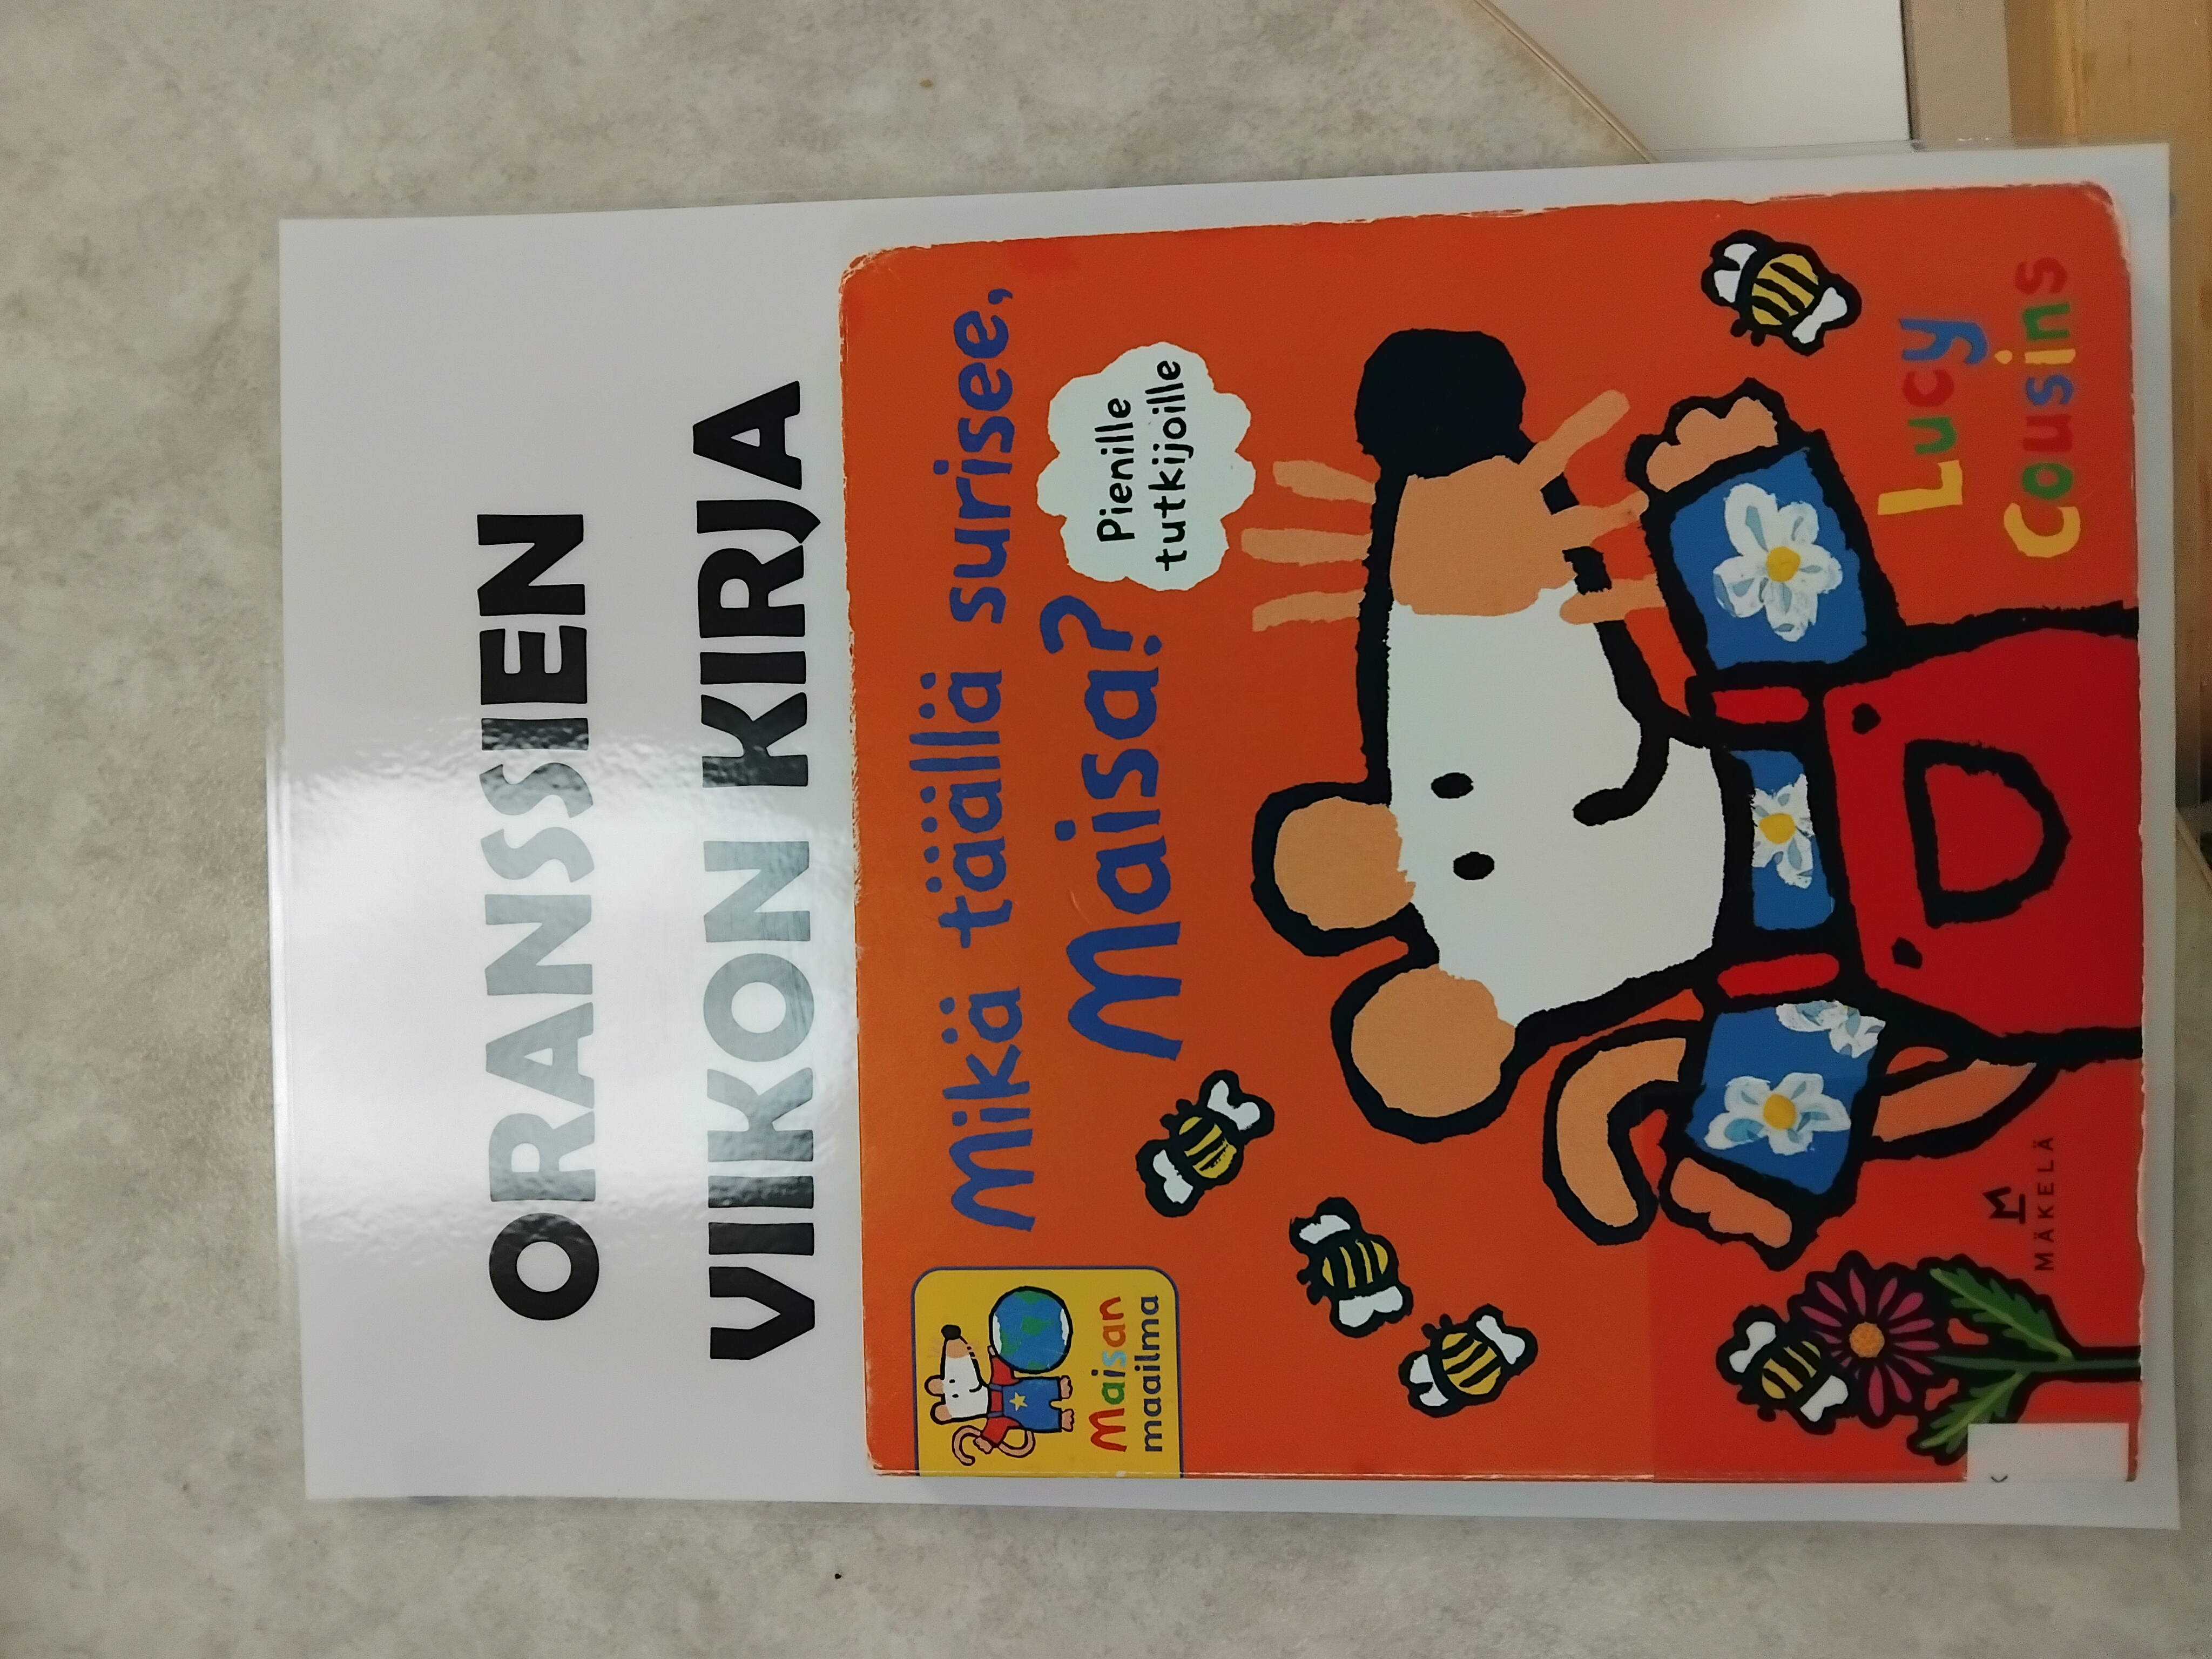 ORANSSIEN
VIIKON KIRJA
Maisan
maailma
Mikä täällä surisee,
Maisa?
Pienille
tutkijoille
Lucy
Cousins
M
MÄKELÄ